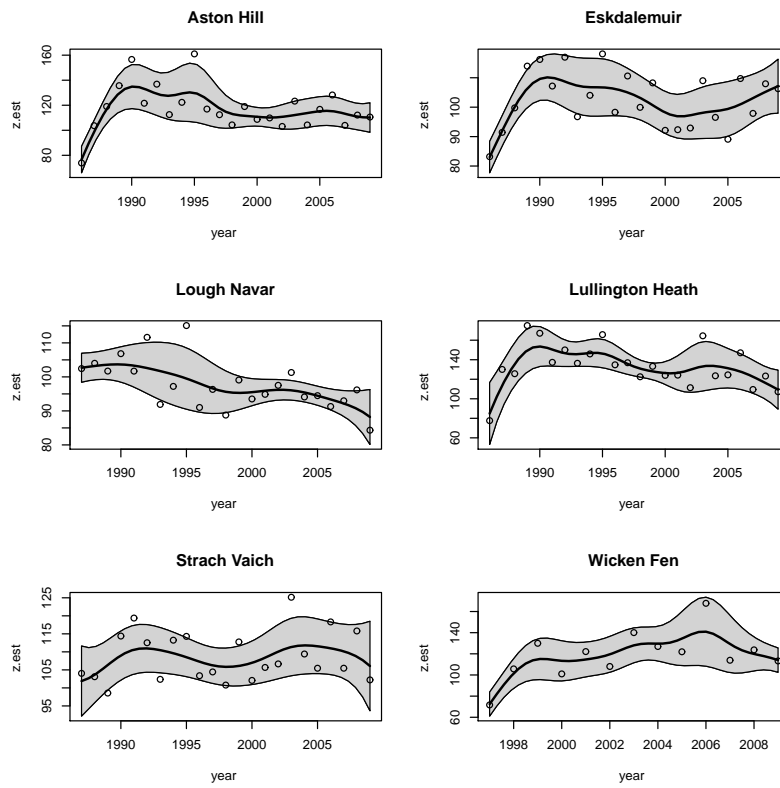 Aston Hill
z.est
80 120 160
1990 1995 2000 2005
year
Eskdalemuir
z.est
80 90 100
1990 1995 2000 2005
year
Lough Navar
z.est
80 90 100 115
1990 1995 2000 2005
year
Lullington Heath
z.est
60 100 140
1990 1995 2000 2005
year
Strach Vaich
z.est
95 105 115 125
1990 1995 2000 2005
year
Wicken Fen
z.est
60 100 140
1998 2000 2002 2004 2006 2008
year